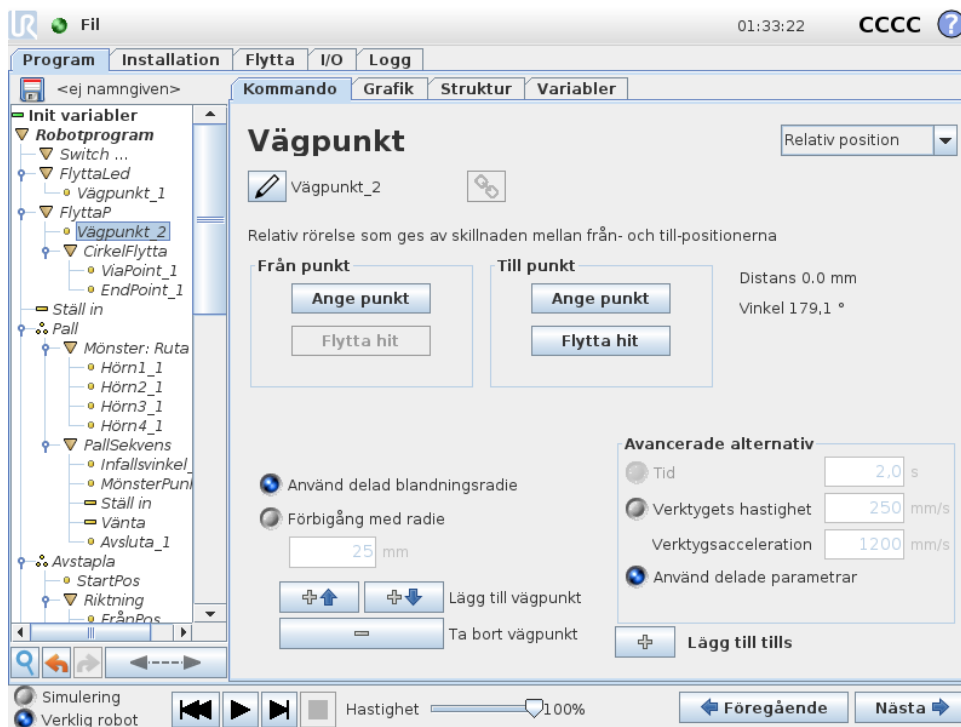 UR Fil 01:33:22 CCCC ?
Program Installation Flytta I/O Logg
<ej namngiven>
Kommando Grafik Struktur Variabler
Init variabler
Robotprogram
Switch ...
FlyttaLed
Vägpunkt_1
FlyttaP
Vägpunkt_2
CirkelFlytta
ViaPoint_1
EndPoint_1
Ställ in
Pall
Mönster: Ruta
Hörn1_1
Hörn2_1
Hörn3_1
Hörn4_1
PallSekvens
Infallsvinkel_
MönsterPun
Ställ in
Vänta
Avsluta_1
Avstapla
StartPos
Riktning
FrånPos
Vägpunkt
Relativ position
Vägpunkt_2
Relativ rörelse som ges av skillnaden mellan från- och till-positionerna
Från punkt
Ange punkt
Flytta hit
Till punkt
Ange punkt
Flytta hit
Distans 0.0 mm
Vinkel 179,1 °
Använd delad blandningsradie
Förbigång med radie
25 mm
Lägg till vägpunkt
Ta bort vägpunkt
Avancerade alternativ
Tid 2,0 s
Verktygets hastighet 250 mm/s
Verktygsacceleration 1200 mm/s
Använd delade parametrar
Lägg till tills
Simulering
Verklig robot
Hastighet 100%
Föregående
Nästa